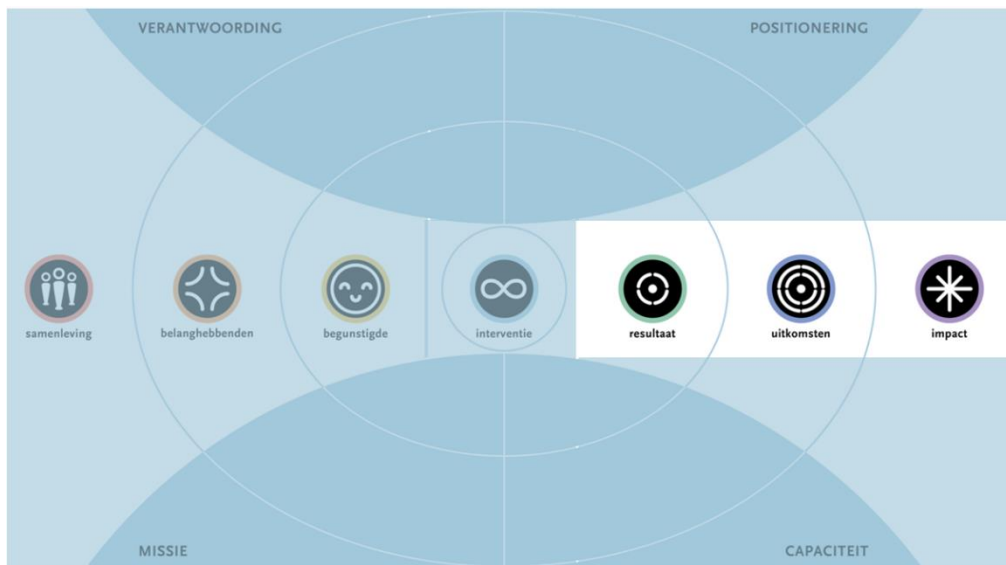 VERANTWOORDING
POSITIONERING
samenleving
belanghebbenden
begunstigde
interventie
resultaat
uitkomsten
impact
MISSIE
CAPACITEIT